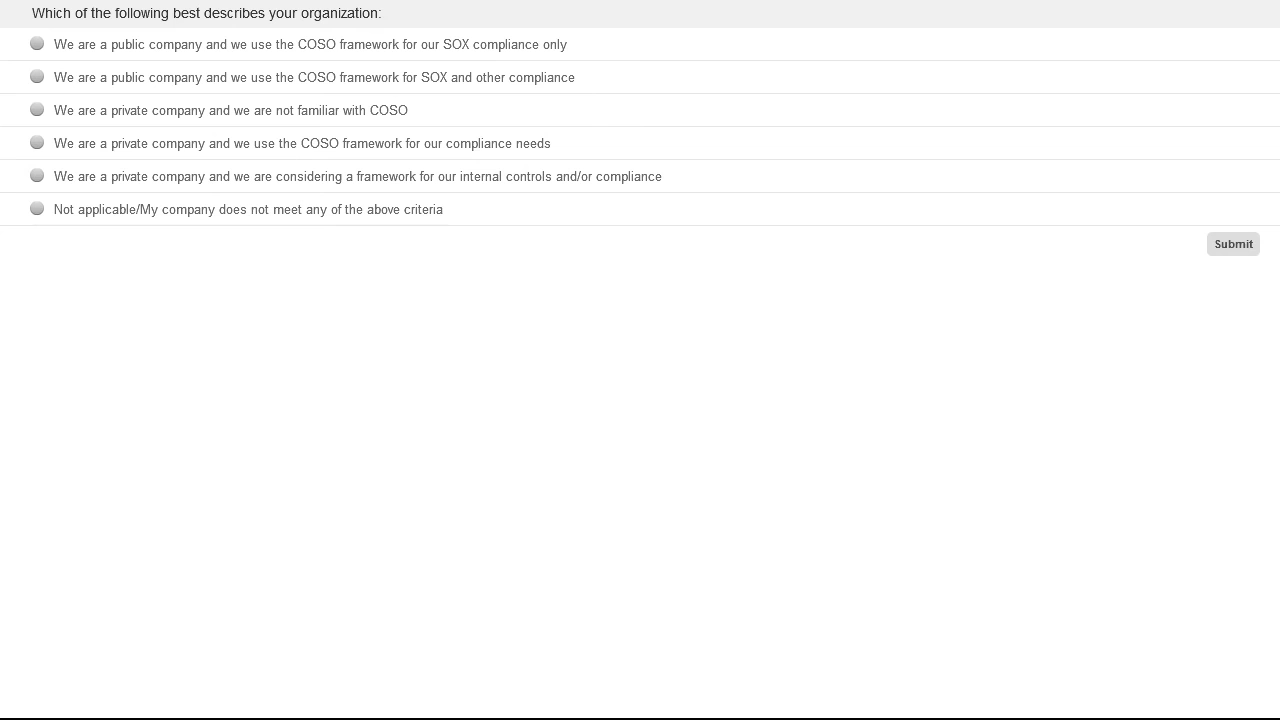 Which of the following best describes your organization:
We are a public company and we use the COSO framework for our SOX compliance only
We are a public company and we use the COSO framework for SOX and other compliance
We are a private company and we are not familiar with COSO
We are a private company and we use the COSO framework for our compliance needs
We are a private company and we are considering a framework for our internal controls and/or compliance
Not applicable/My company does not meet any of the above criteria
Submit